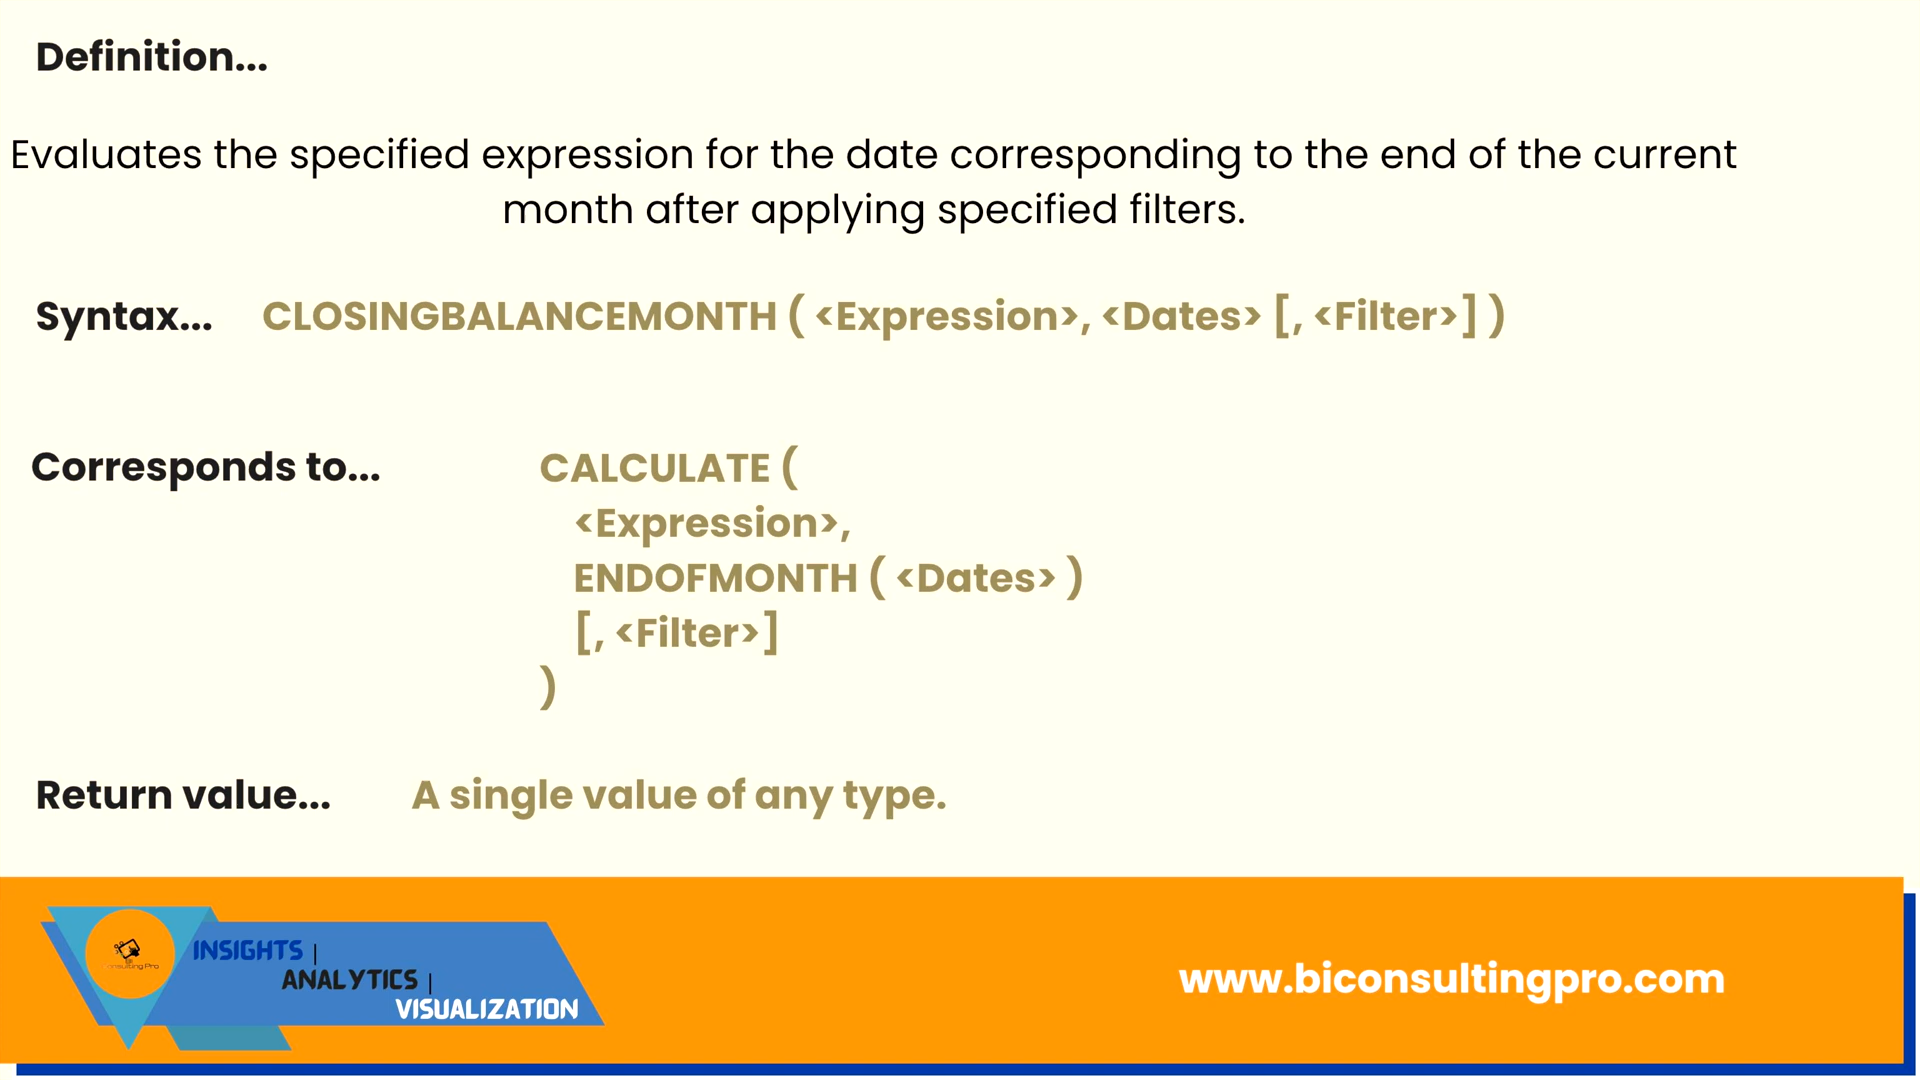 Definition...
Evaluates the specified expression for the date corresponding to the end of the current
month after applying specified filters.
Syntax... CLOSINGBALANCEMONTH ( <Expression>, <Dates> [, <Filter>] )
Corresponds to... CALCULATE (
<Expression>,
ENDOFMONTH ( <Dates> )
[, <Filter>]
)
Return value... A single value of any type.
INSIGHTS |
ANALYTICS |
VISUALIZATION
www.biconsultingpro.com